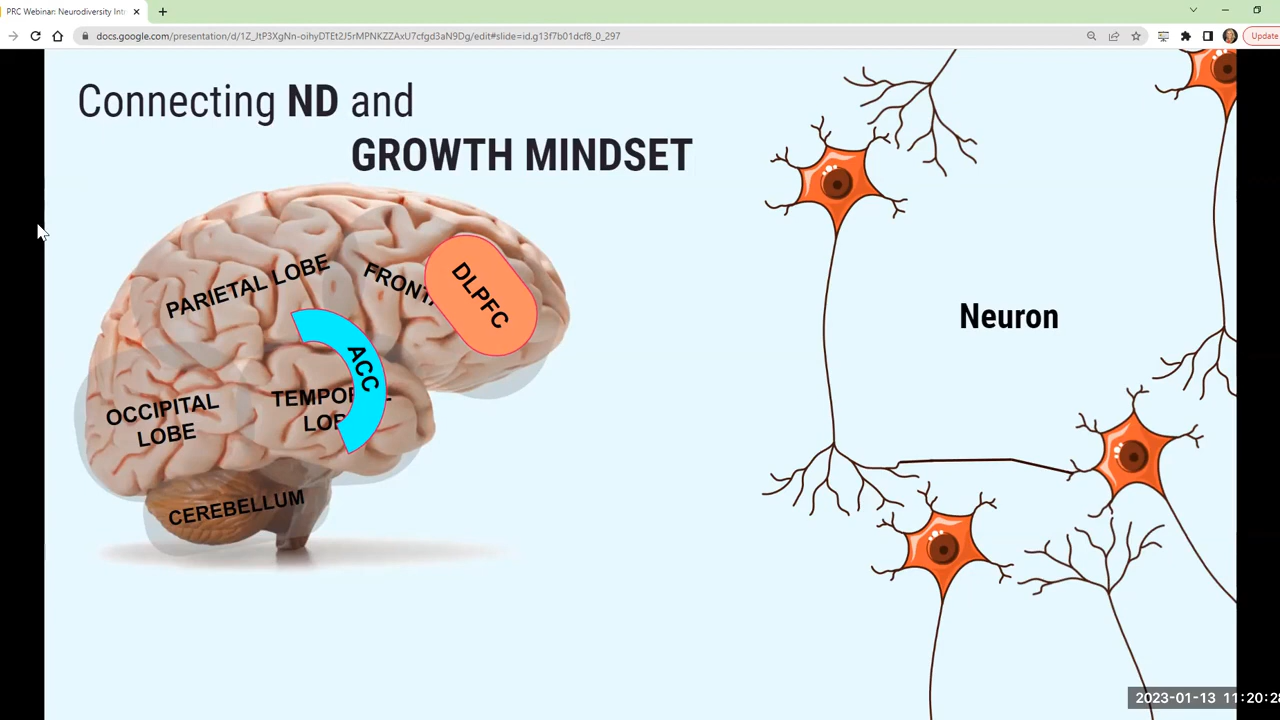 PRC Webinar: Neurodiversity Int
docs.google.com/presentation/d/1Z_JtP3XgNn-oihyDTEt2J5rMPNKZZAxU7cfgd3aN9Dg/edit#slide=id.g13f7b01dcf8_0_297
Update
Connecting ND and
GROWTH MINDSET
PARIETAL LOBE
DLPFC
ACC
OCCIPITAL
LOBE
CEREBELLUM
Neuron
2023-01-13 11:20:2